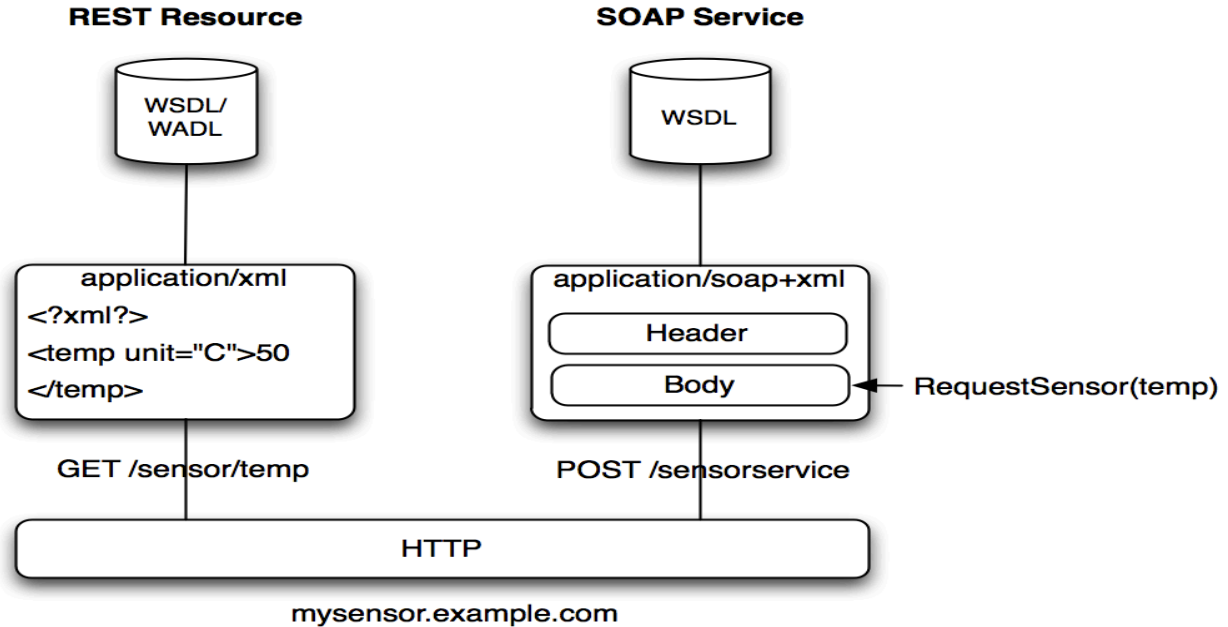 REST Resource
SOAP Service
WSDL/
WADL
WSDL
application/xml
<?xml?>
<temp unit="C">50
</temp>
application/soap+xml
Header
Body
RequestSensor(temp)
GET /sensor/temp
POST /sensorservice
HTTP
mysensor.example.com